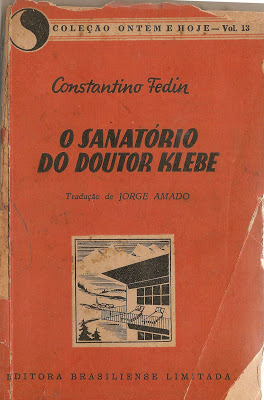 COLEÇÃO ONTEM E HOJE — Vol. 13
Constantino Fedin
O SANATÓRIO
DO DOUTOR KLEBE
Tradução de JORGE AMADO
EDITORA BRASILIENSE LIMITADA